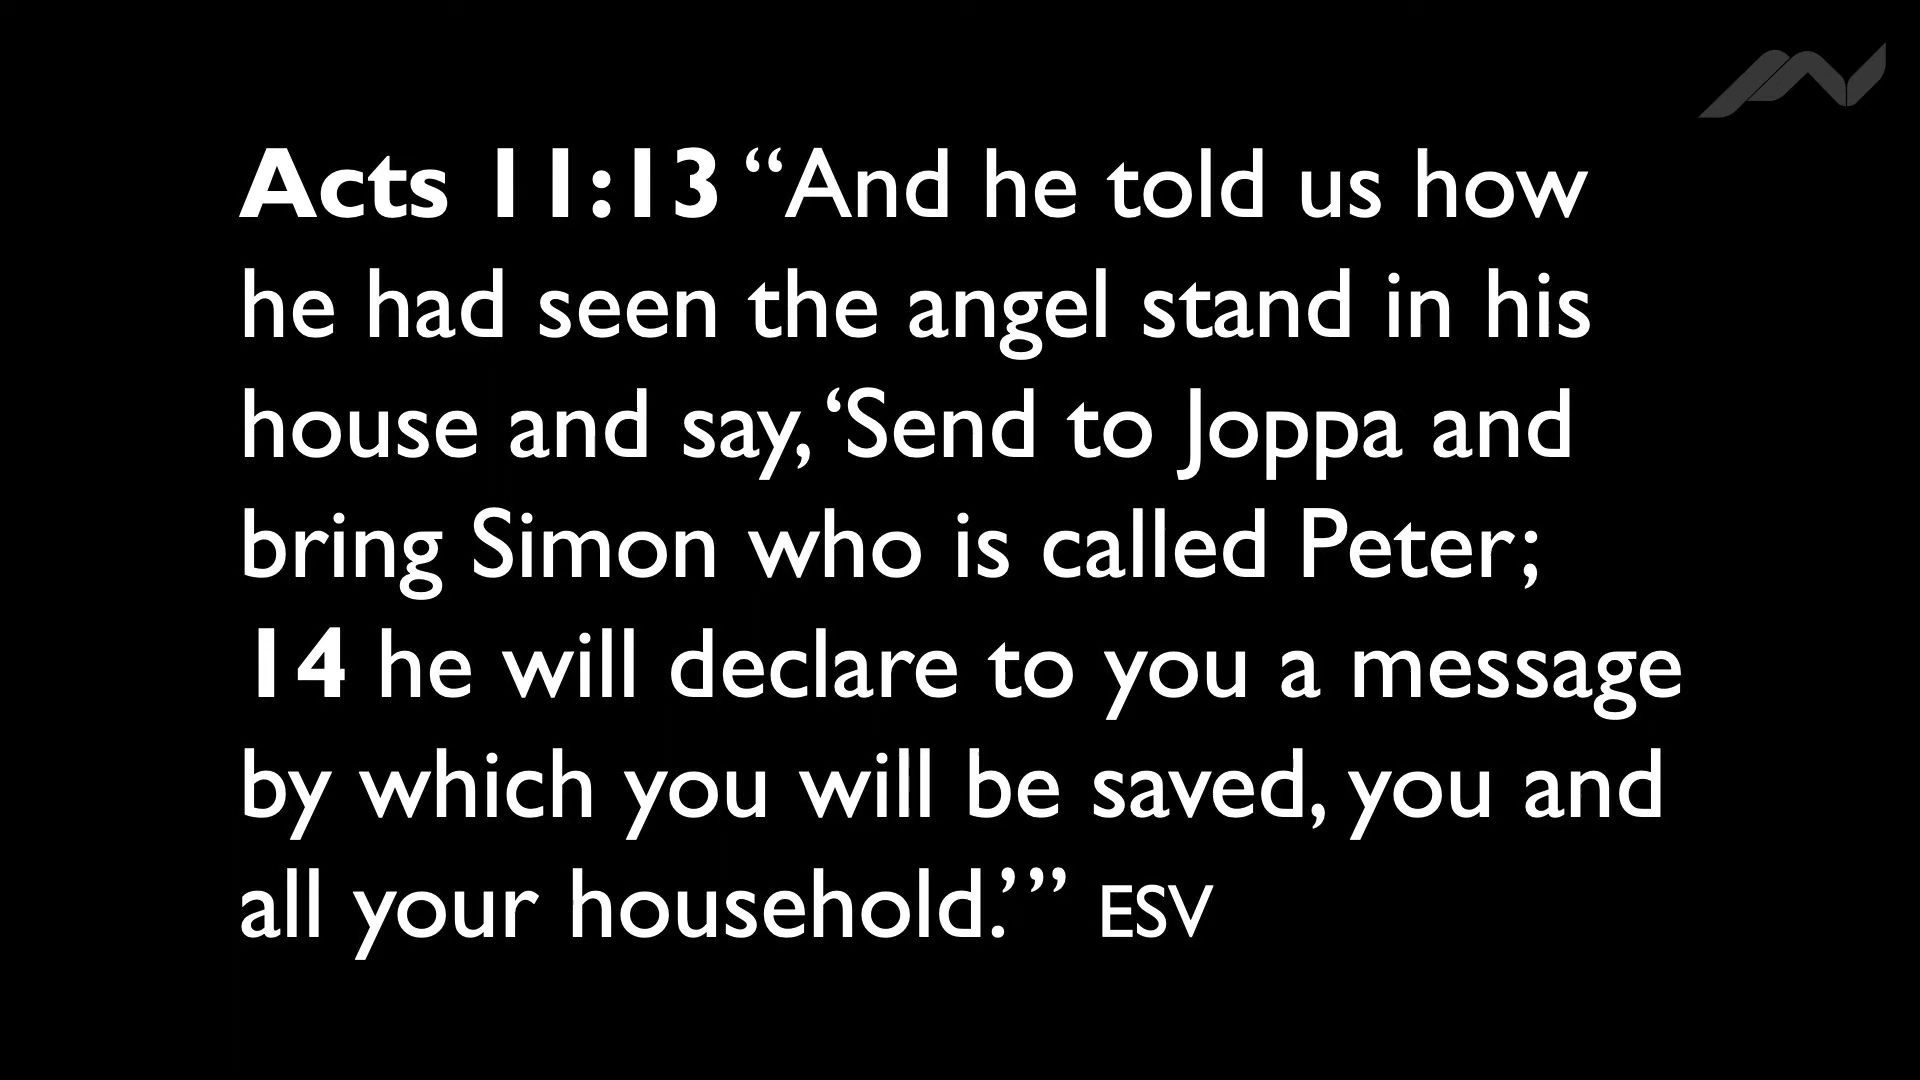 Acts 11:13 “And he told us how
he had seen the angel stand in his
house and say, ‘Send to Joppa and
bring Simon who is called Peter;
14 he will declare to you a message
by which you will be saved, you and
all your household.’” ESV